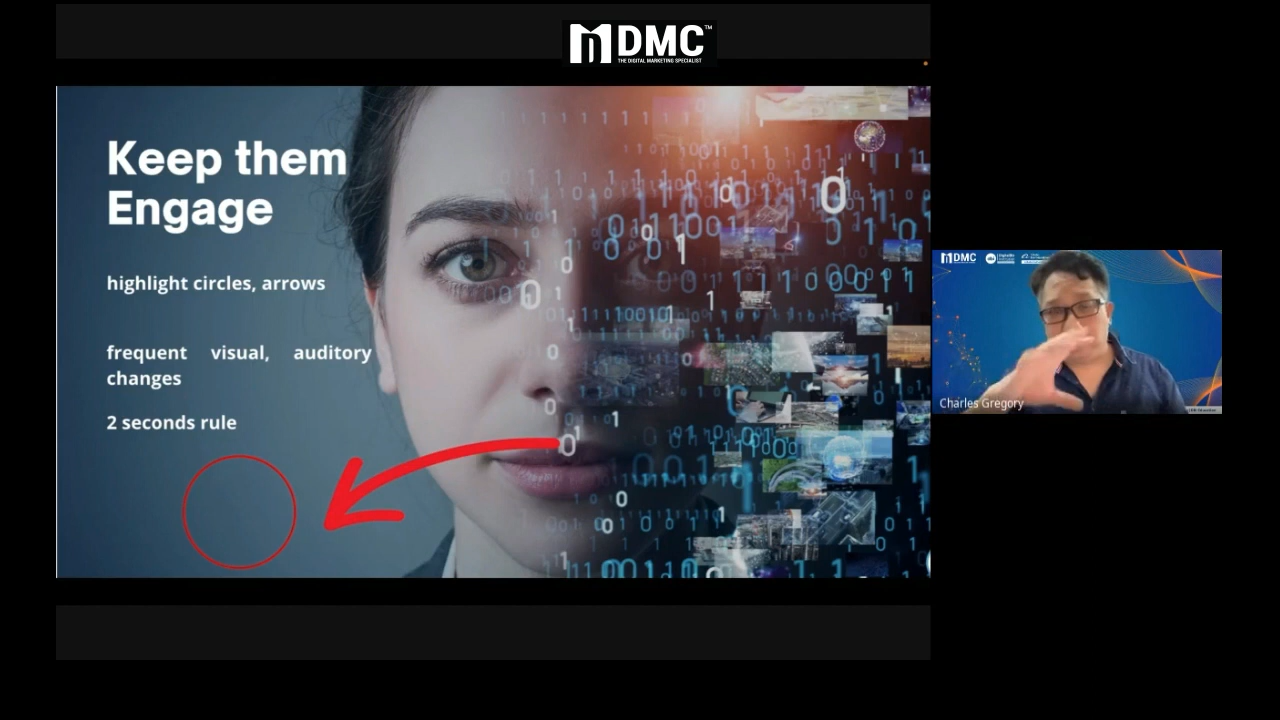 DMC™
THE DIGITAL MARKETING SPECIALIST
Keep them
Engage
highlight circles, arrows
frequent visual, auditory
changes
2 seconds rule
DMC
Charles Gregory